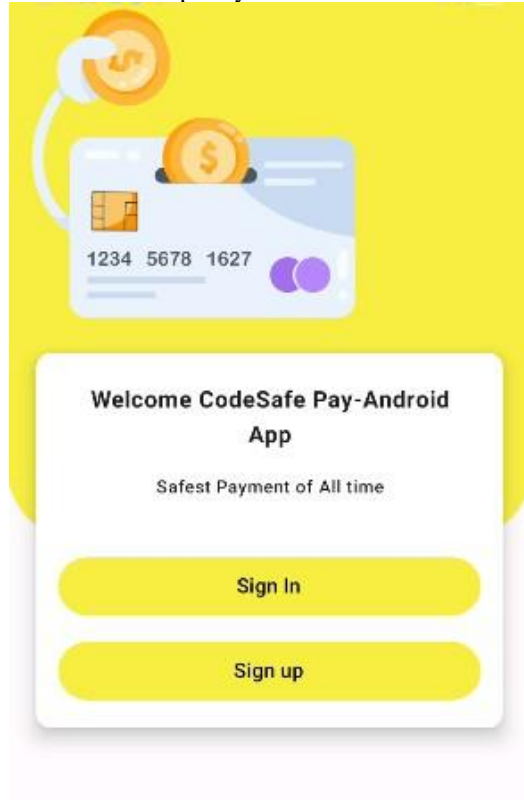 $
$
1234 5678 1627
Welcome CodeSafe Pay-Android
App
Safest Payment of All time
Sign In
Sign up